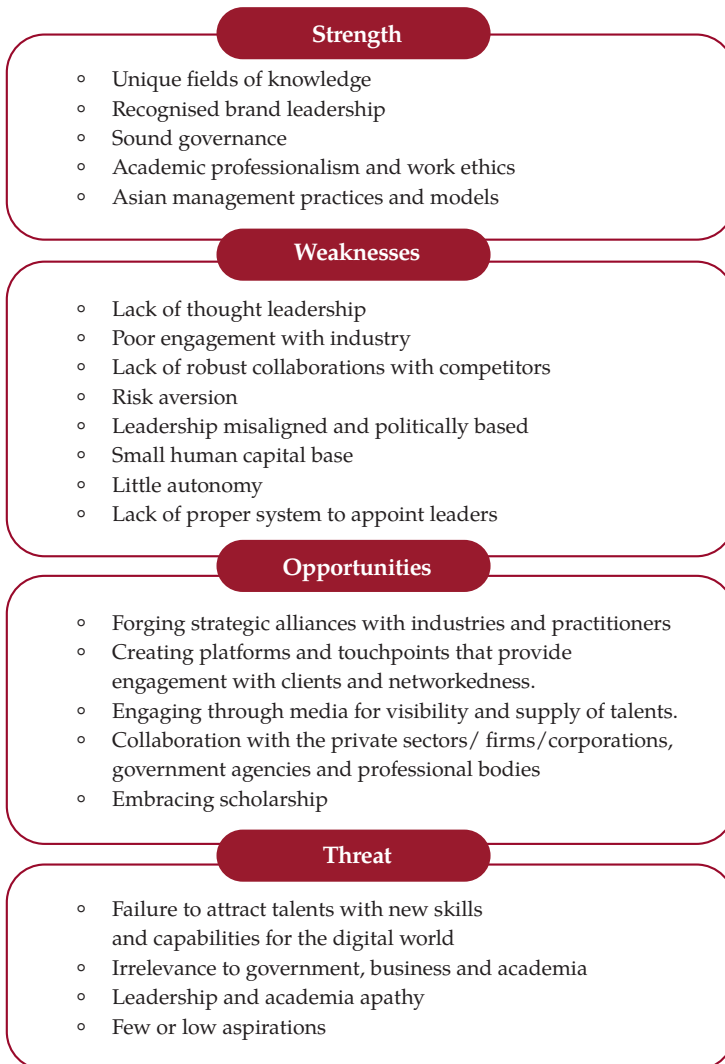 Strength
∘ Unique fields of knowledge
∘ Recognised brand leadership
∘ Sound governance
∘ Academic professionalism and work ethics
∘ Asian management practices and models
Weaknesses
∘ Lack of thought leadership
∘ Poor engagement with industry
∘ Lack of robust collaborations with competitors
∘ Risk aversion
∘ Leadership misaligned and politically based
∘ Small human capital base
∘ Little autonomy
∘ Lack of proper system to appoint leaders
Opportunities
∘ Forging strategic alliances with industries and practitioners
∘ Creating platforms and touchpoints that provide
engagement with clients and networkedness.
∘ Engaging through media for visibility and supply of talents.
∘ Collaboration with the private sectors/ firms/corporations,
government agencies and professional bodies
∘ Embracing scholarship
Threat
∘ Failure to attract talents with new skills
and capabilities for the digital world
∘ Irrelevance to government, business and academia
∘ Leadership and academia apathy
∘ Few or low aspirations